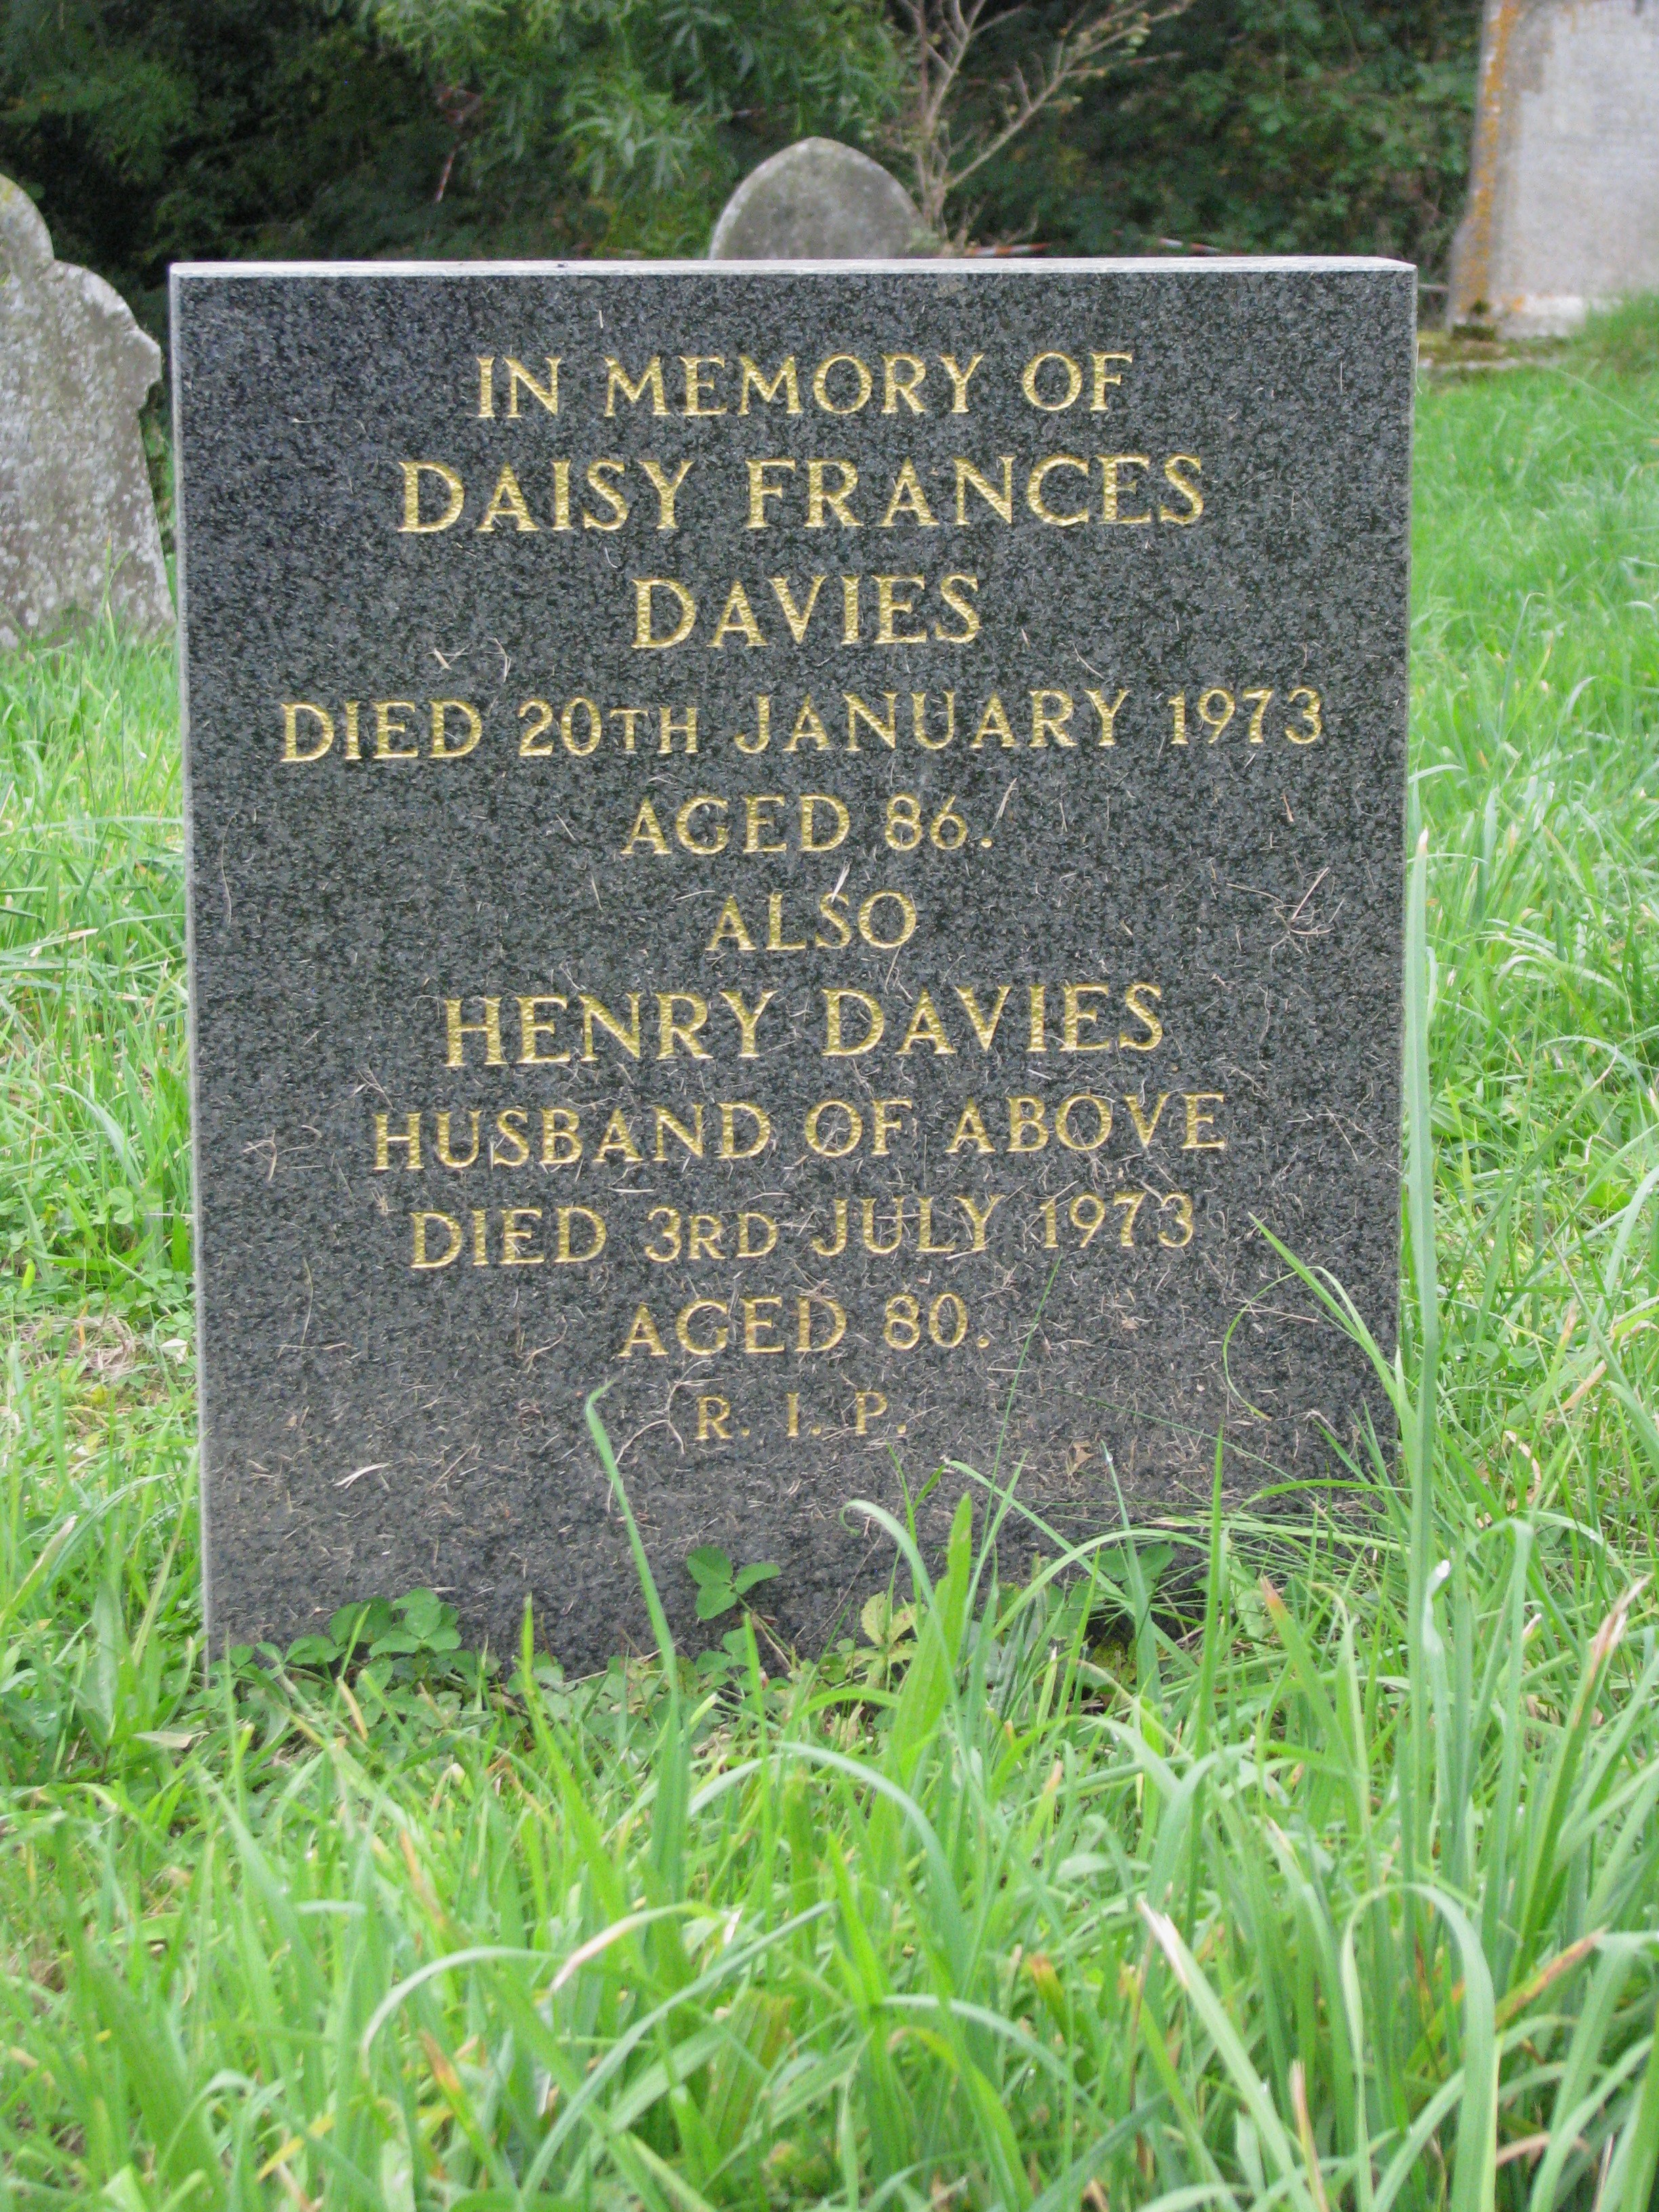 IN MEMORY OF
DAISY FRANCES
DAVIES
DIED 20TH JANUARY 1973
AGED 86.
ALSO
HENRY DAVIES
HUSBAND OF ABOVE
DIED 3RD JULY 1973
AGED 80.
R. I. P.